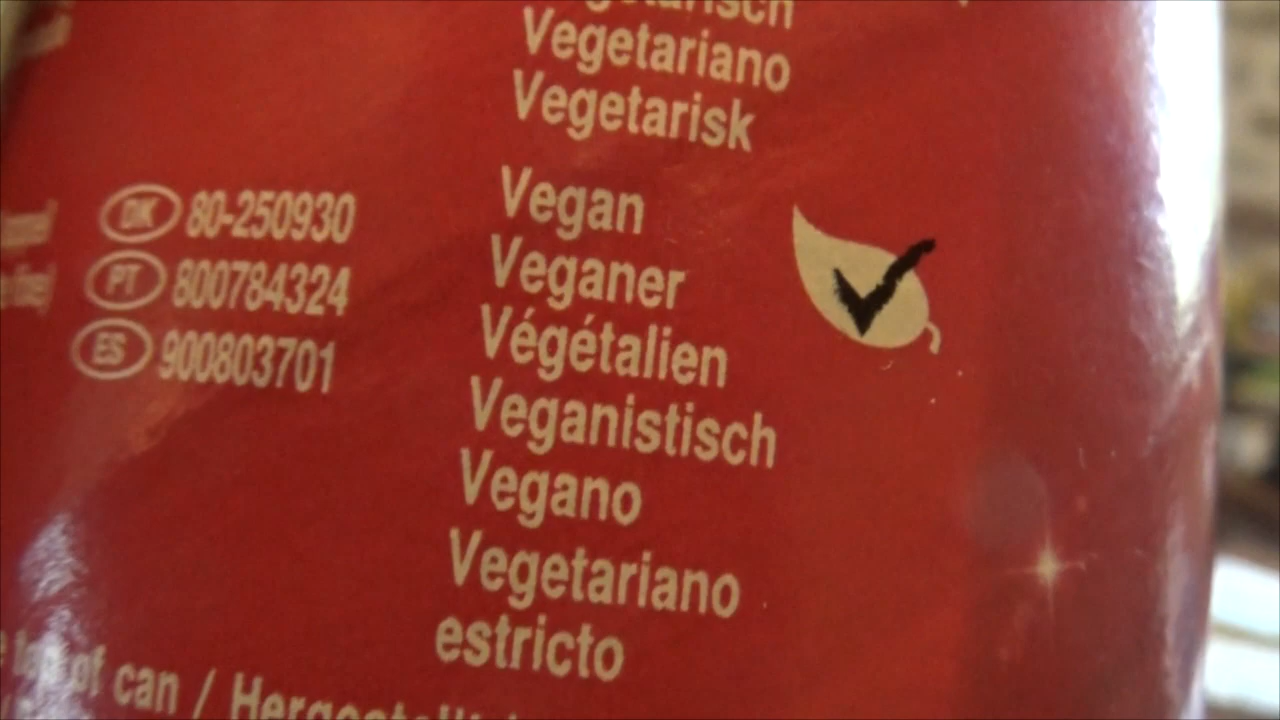 Vegetariano
Vegetarisk
DK 80-250930
PT 800784324
ES 900803701
Vegan
Veganer
Végétalien
Veganistisch
Vegano
Vegetariano
estricto
top of can /